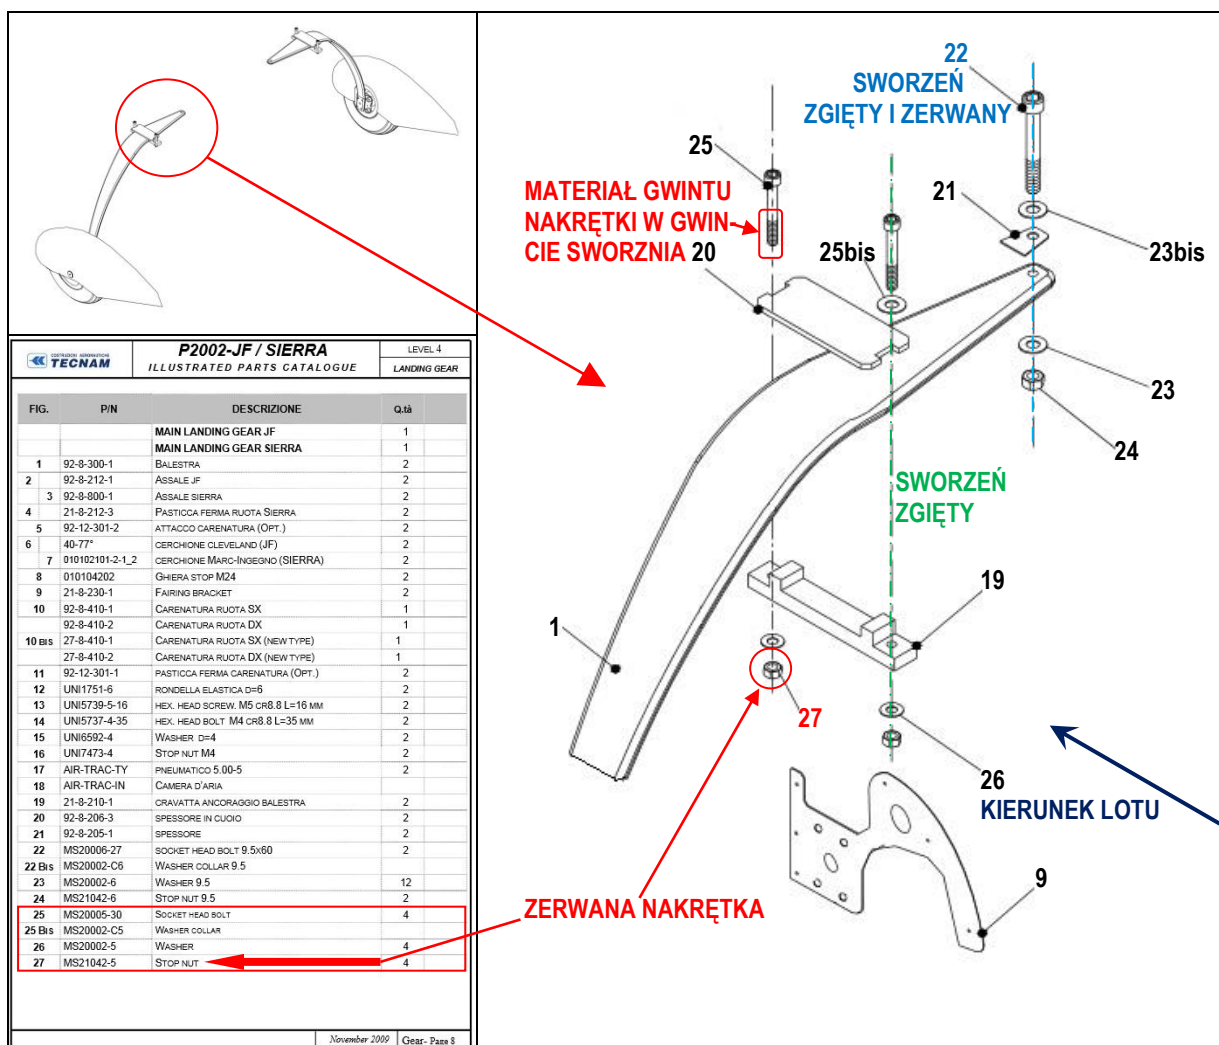 COSTRUZIONI AERONAUTICHE
TECNAM
P2002-JF / SIERRA
ILLUSTRATED PARTS CATALOGUE
LEVEL 4
LANDING GEAR
FIG. P/N DESCRIZIONE Q.tà
MAIN LANDING GEAR JF 1
MAIN LANDING GEAR SIERRA 1
1 92-8-300-1 BALESTRA 2
2 92-8-212-1 ASSALE JF 2
3 92-8-800-1 ASSALE SIERRA 2
4 21-8-212-3 PASTICCA FERMA RUOTA SIERRA 2
5 92-12-301-2 ATTACCO CARENATURA (OPT.) 2
6 40-77° CERCHIONE CLEVELAND (JF) 2
7 010102101-2-1_2 CERCHIONE MARC-INGEGNO (SIERRA) 2
8 010104202 GHIERA STOP M24 2
9 21-8-230-1 FAIRING BRACKET 2
10 92-8-410-1 CARENATURA RUOTA SX 1
92-8-410-2 CARENATURA RUOTA DX 1
10 BIS 27-8-410-1 CARENATURA RUOTA SX (NEW TYPE) 1
27-8-410-2 CARENATURA RUOTA DX (NEW TYPE) 1
11 92-12-301-1 PASTICCA FERMA CARENATURA (OPT.) 2
12 UNI1751-6 RONDELLA ELASTICA D=6 2
13 UNI5739-5-16 HEX. HEAD SCREW. M5 CR8.8 L=16 MM 2
14 UNI5737-4-35 HEX. HEAD BOLT M4 CR8.8 L=35 MM 2
15 UNI6592-4 WASHER D=4 2
16 UNI7473-4 STOP NUT M4 2
17 AIR-TRAC-TY PNEUMATICO 5.00-5 2
18 AIR-TRAC-IN CAMERA D'ARIA
19 21-8-210-1 CRAVATTA ANCORAGGIO BALESTRA 2
20 92-8-206-3 SPESSORE IN CUOIO 2
21 92-8-205-1 SPESSORE 2
22 MS20006-27 SOCKET HEAD BOLT 9.5X60 2
22 BIS MS20002-C6 WASHER COLLAR 9.5
23 MS20002-6 WASHER 9.5 12
24 MS21042-6 STOP NUT 9.5 2
25 MS20005-30 SOCKET HEAD BOLT 4
25 BIS MS20002-C5 WASHER COLLAR
26 MS20002-5 WASHER 4
27 MS21042-5 STOP NUT 4
November 2009 Gear- Page 8
22
SWORZEŃ
ZGIĘTY I ZERWANY
25
MATERIAŁ GWINTU
NAKRĘTKI W GWIN-
CIE SWORZNIA 20
21
25bis
23bis
23
24
SWORZEŃ
ZGIĘTY
19
1
27
26
KIERUNEK LOTU
9
ZERWANA NAKRĘTKA